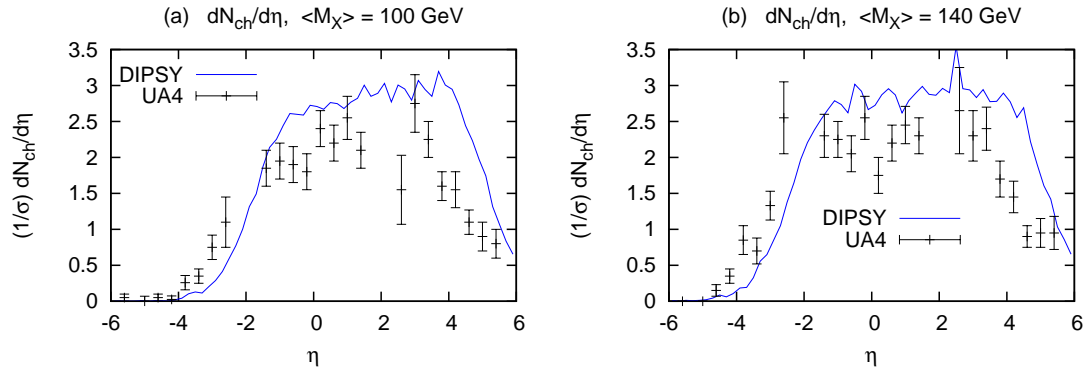 (a) dN_ch/dη, <M_X> = 100 GeV
(1/σ) dN_ch/dη
3.5
3
2.5
2
1.5
1
0.5
0
DIPSY
UA4
-6 -4 -2 0 2 4 6
η
(b) dN_ch/dη, <M_X> = 140 GeV
(1/σ) dN_ch/dη
3.5
3
2.5
2
1.5
1
0.5
0
DIPSY
UA4
-6 -4 -2 0 2 4 6
η